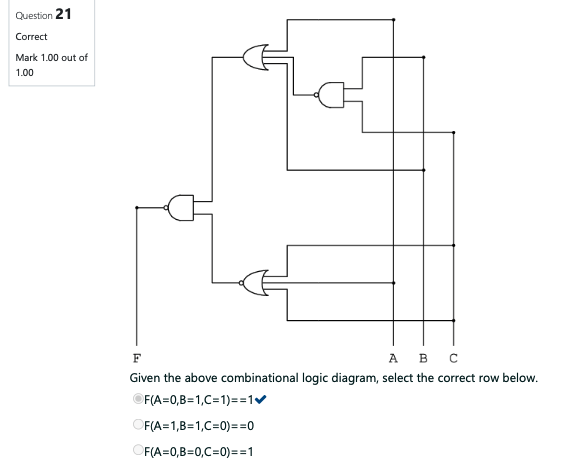 Question 21
Correct
Mark 1.00 out of
1.00
F
A B C
Given the above combinational logic diagram, select the correct row below.
F(A=0,B=1,C=1)==1
F(A=1,B=1,C=0)==0
F(A=0,B=0,C=0)==1